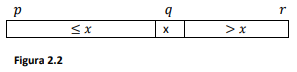 p q r
≤ x x > x
Figura 2.2